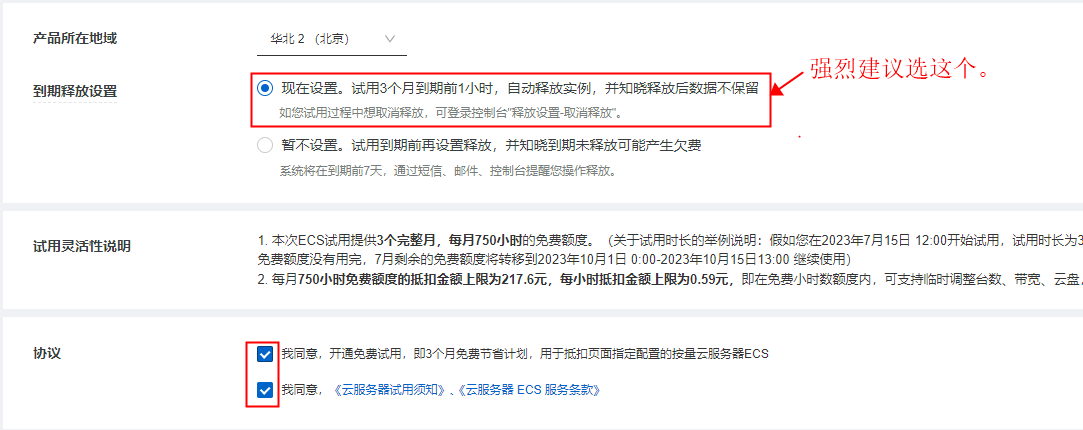 产品所在地域
华北 2 （北京）
到期释放设置
现在设置。试用3个月到期前1小时，自动释放实例，并知晓释放后数据不保留
强烈建议选这个。
如您试用过程中想取消释放，可登录控制台"释放设置-取消释放"。
暂不设置。试用到期前再设置释放，并知晓到期未释放可能产生欠费
系统将在到期前7天，通过短信、邮件、控制台提醒您操作释放。
试用灵活性说明
1. 本次ECS试用提供3个完整月，每月750小时的免费额度。（关于试用时长的举例说明：假如您在2023年7月15日 12:00开始试用，试用时长为3
免费额度没有用完，7月剩余的免费额度将转移到2023年10月1日 0:00-2023年10月15日13:00 继续使用）
2. 每月750小时免费额度的抵扣金额上限为217.6元，每小时抵扣金额上限为0.59元，即在免费小时数额度内，可支持临时调整台数、带宽、云盘，
协议
我同意，开通免费试用，即3个月免费节省计划，用于抵扣页面指定配置的按量云服务器ECS
我同意，《云服务器试用须知》、《云服务器 ECS 服务条款》